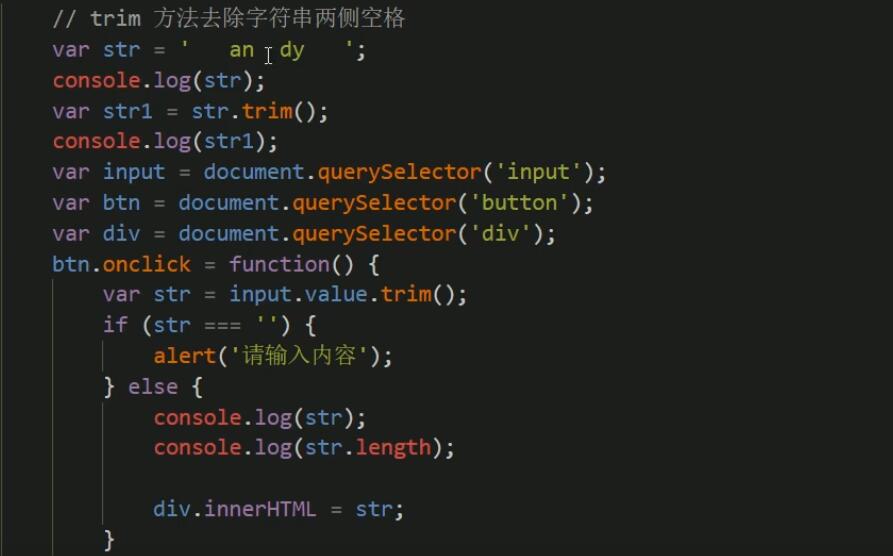 // trim 方法去除字符串两侧空格
var str = '   an  dy   ';
console.log(str);
var str1 = str.trim();
console.log(str1);
var input = document.querySelector('input');
var btn = document.querySelector('button');
var div = document.querySelector('div');
btn.onclick = function() {
    var str = input.value.trim();
    if (str === '') {
        alert('请输入内容');
    } else {
        console.log(str);
        console.log(str.length);

        div.innerHTML = str;
    }